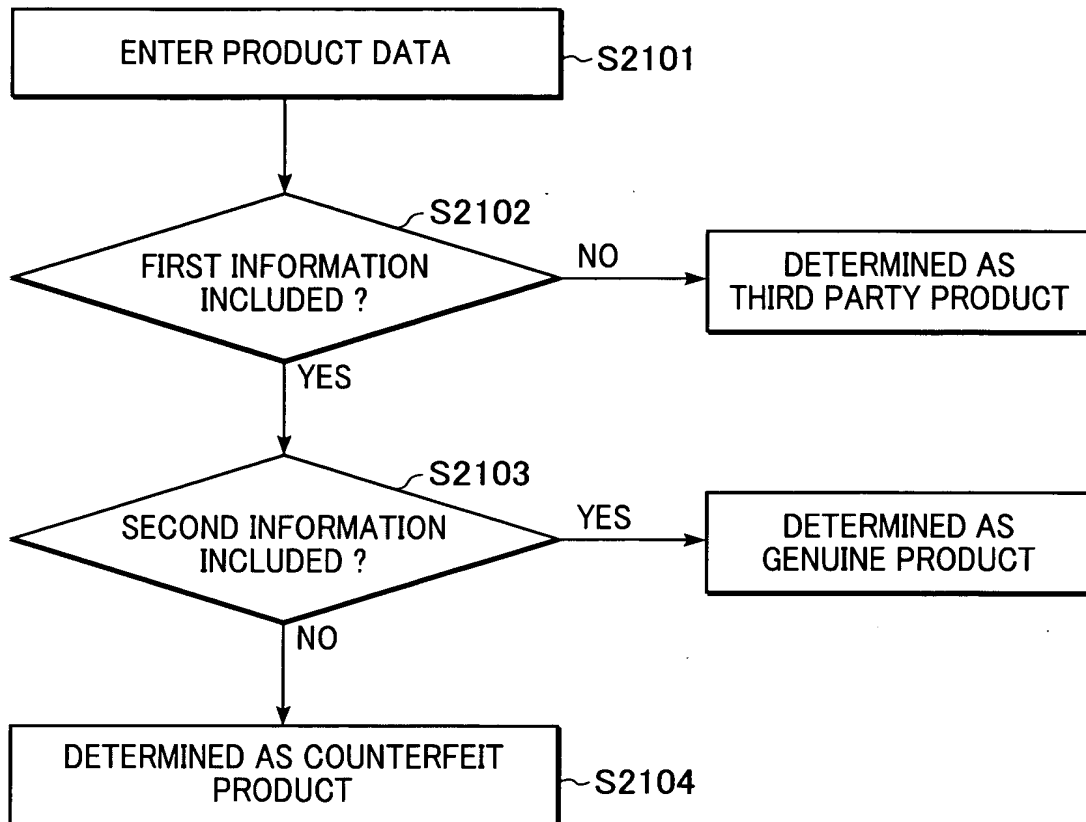 ENTER PRODUCT DATA
S2101
S2102
FIRST INFORMATION
INCLUDED ?
NO
DETERMINED AS
THIRD PARTY PRODUCT
YES
S2103
SECOND INFORMATION
INCLUDED ?
YES
DETERMINED AS
GENUINE PRODUCT
NO
DETERMINED AS COUNTERFEIT
PRODUCT
S2104